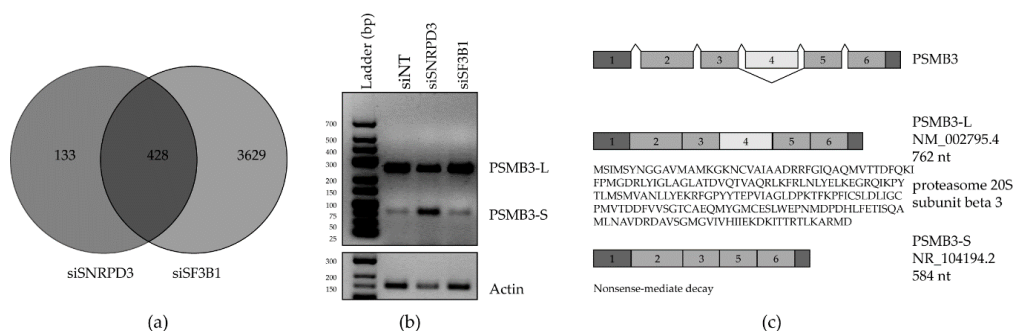 133
428
3629
siSNRPD3
siSF3B1
(a)
Ladder (bp)
siNT
siSNRPD3
siSF3B1
700
500
400
300
200
150
100
75
50
25
PSMB3-L
PSMB3-S
300
200
150
Actin
(b)
1 2 3 4 5 6
PSMB3
1 2 3 4 5 6
PSMB3-L
NM_002795.4
762 nt
MSIMSYNGGAVMAMKGKNCVAIAADRRFGIQAQMVTTDFQKI
FPMGDRLYIGLAGLATDVQTVAQRLKFRLNLYELKEGRQIKPY
TLMSMVANLLYEKRFGPYYTEPVIAGLDPKTFKPFICSLDLIGC
PMVTDDFVVSGTCAEQMYGMCESLWEPNMDPDHLFETISQA
MLNAVDRDAVSGMGVIVHIIEKDKITTRTLKARMD
proteasome 20S
subunit beta 3
1 2 3 5 6
PSMB3-S
NR_104194.2
584 nt
Nonsense-mediate decay
(c)